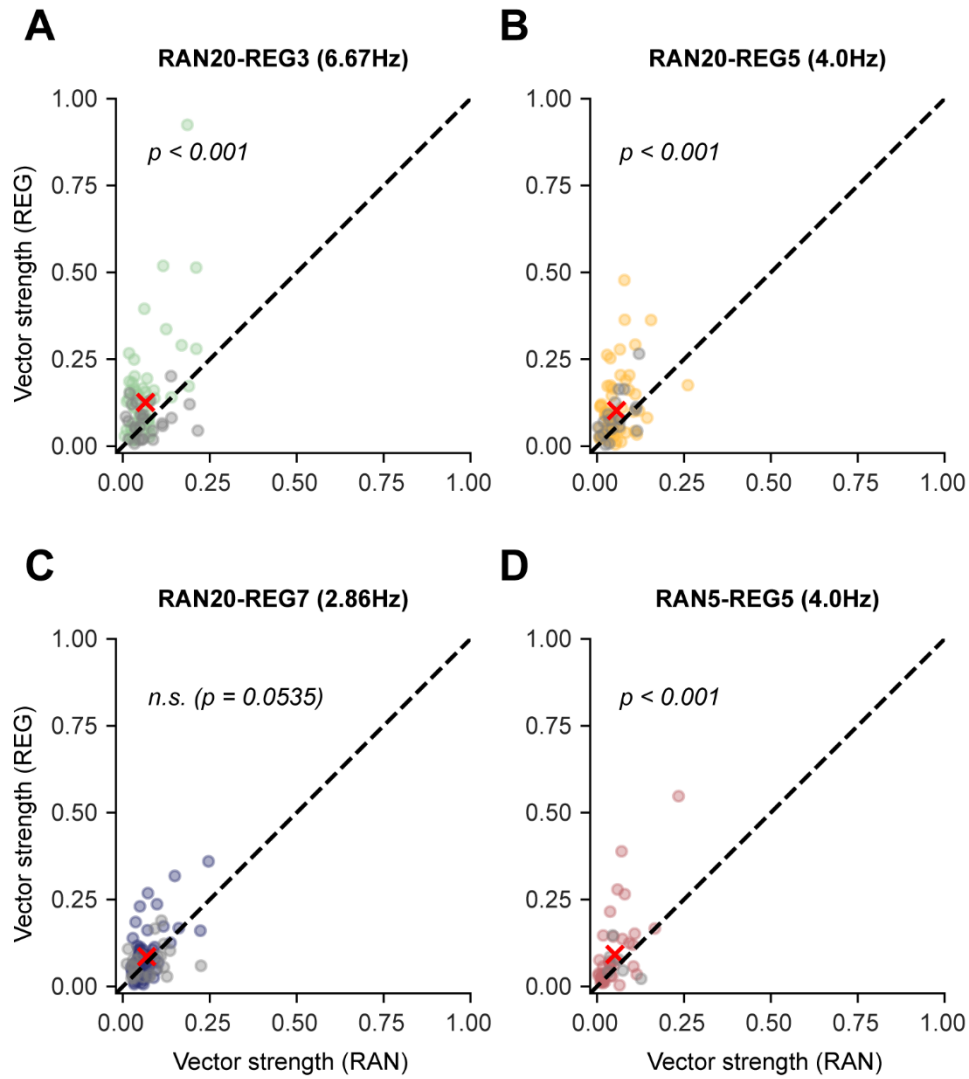 A
RAN20-REG3 (6.67Hz)
1.00
0.75
0.50
0.25
0.00
Vector strength (REG)
p < 0.001
0.00 0.25 0.50 0.75 1.00
B
RAN20-REG5 (4.0Hz)
1.00
0.75
0.50
0.25
0.00
p < 0.001
0.00 0.25 0.50 0.75 1.00
C
RAN20-REG7 (2.86Hz)
1.00
0.75
0.50
0.25
0.00
Vector strength (REG)
n.s. (p = 0.0535)
0.00 0.25 0.50 0.75 1.00
Vector strength (RAN)
D
RAN5-REG5 (4.0Hz)
1.00
0.75
0.50
0.25
0.00
p < 0.001
0.00 0.25 0.50 0.75 1.00
Vector strength (RAN)